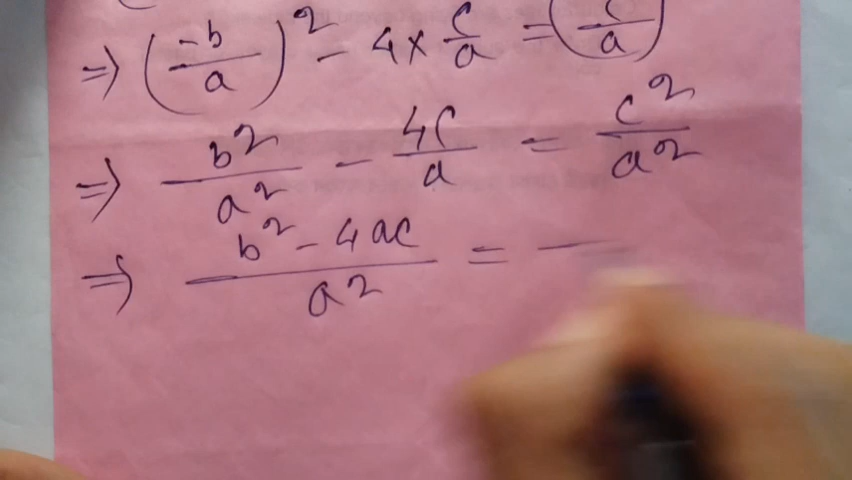 ⇒ (-b/a)² - 4 × c/a = (c/a)
⇒ b²/a² - 4c/a = c²/a²
⇒ (b² - 4ac)/a² =